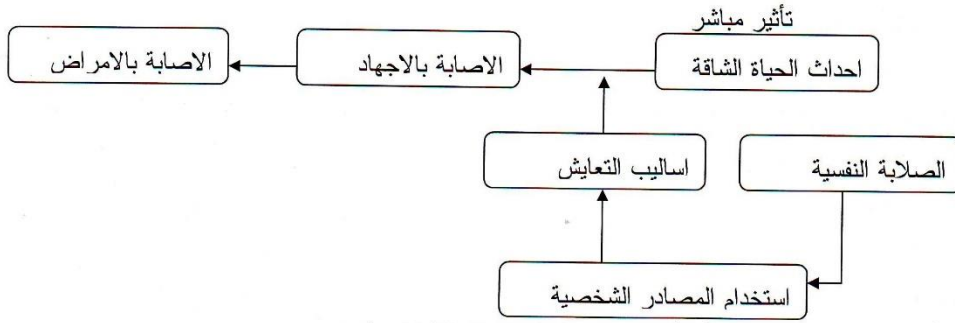 تأثير مباشر
احداث الحياة الشاقة
الاصابة بالاجهاد
الاصابة بالامراض
الصلابة النفسية
اساليب التعايش
استخدام المصادر الشخصية